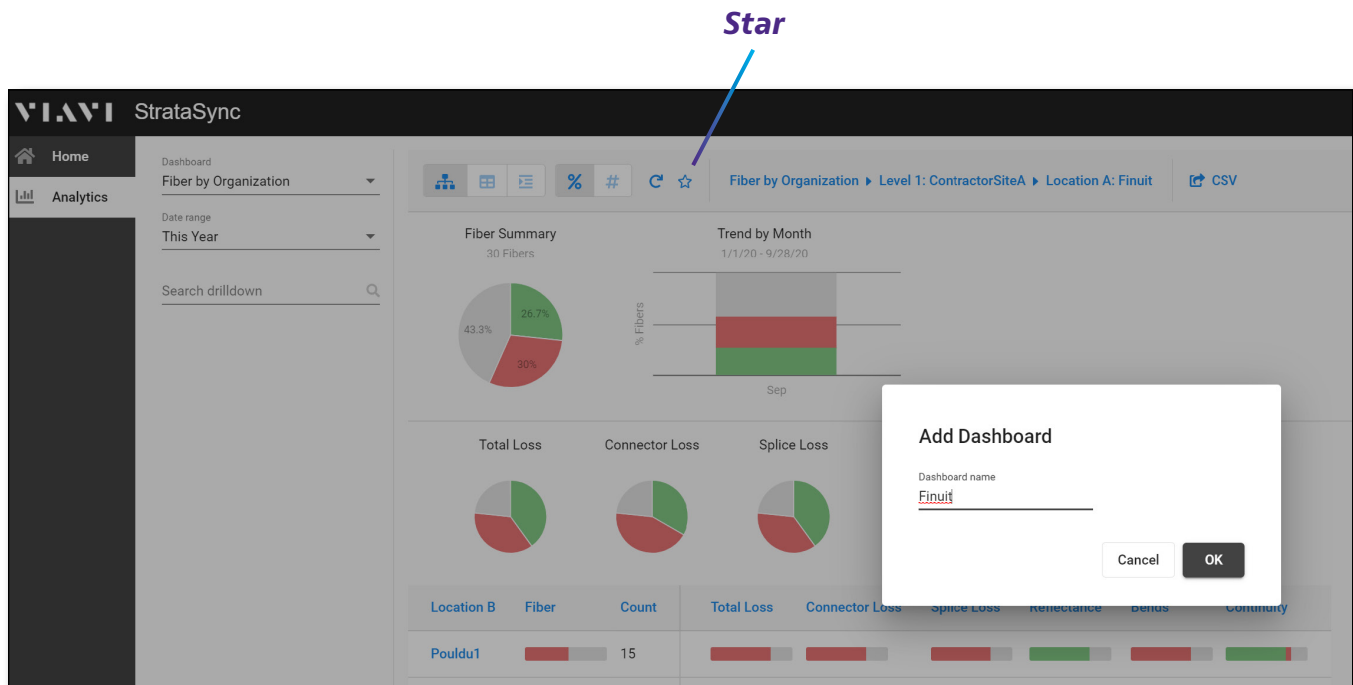 Star
VIAVI StrataSync
Home
Analytics
Dashboard
Fiber by Organization
Date range
This Year
Search drilldown
% #
Fiber by Organization Level 1: ContractorSiteA Location A: Finuit
CSV
Fiber Summary
30 Fibers
43.3%
26.7%
30%
Trend by Month
1/1/20 - 9/28/20
% Fibers
Sep
Total Loss
Connector Loss
Splice Loss
Add Dashboard
Dashboard name
Finuit
Cancel
OK
Location B Fiber Count Total Loss Connector Loss Splice Loss Reflectance Bends Continuity
Pouldu1 15